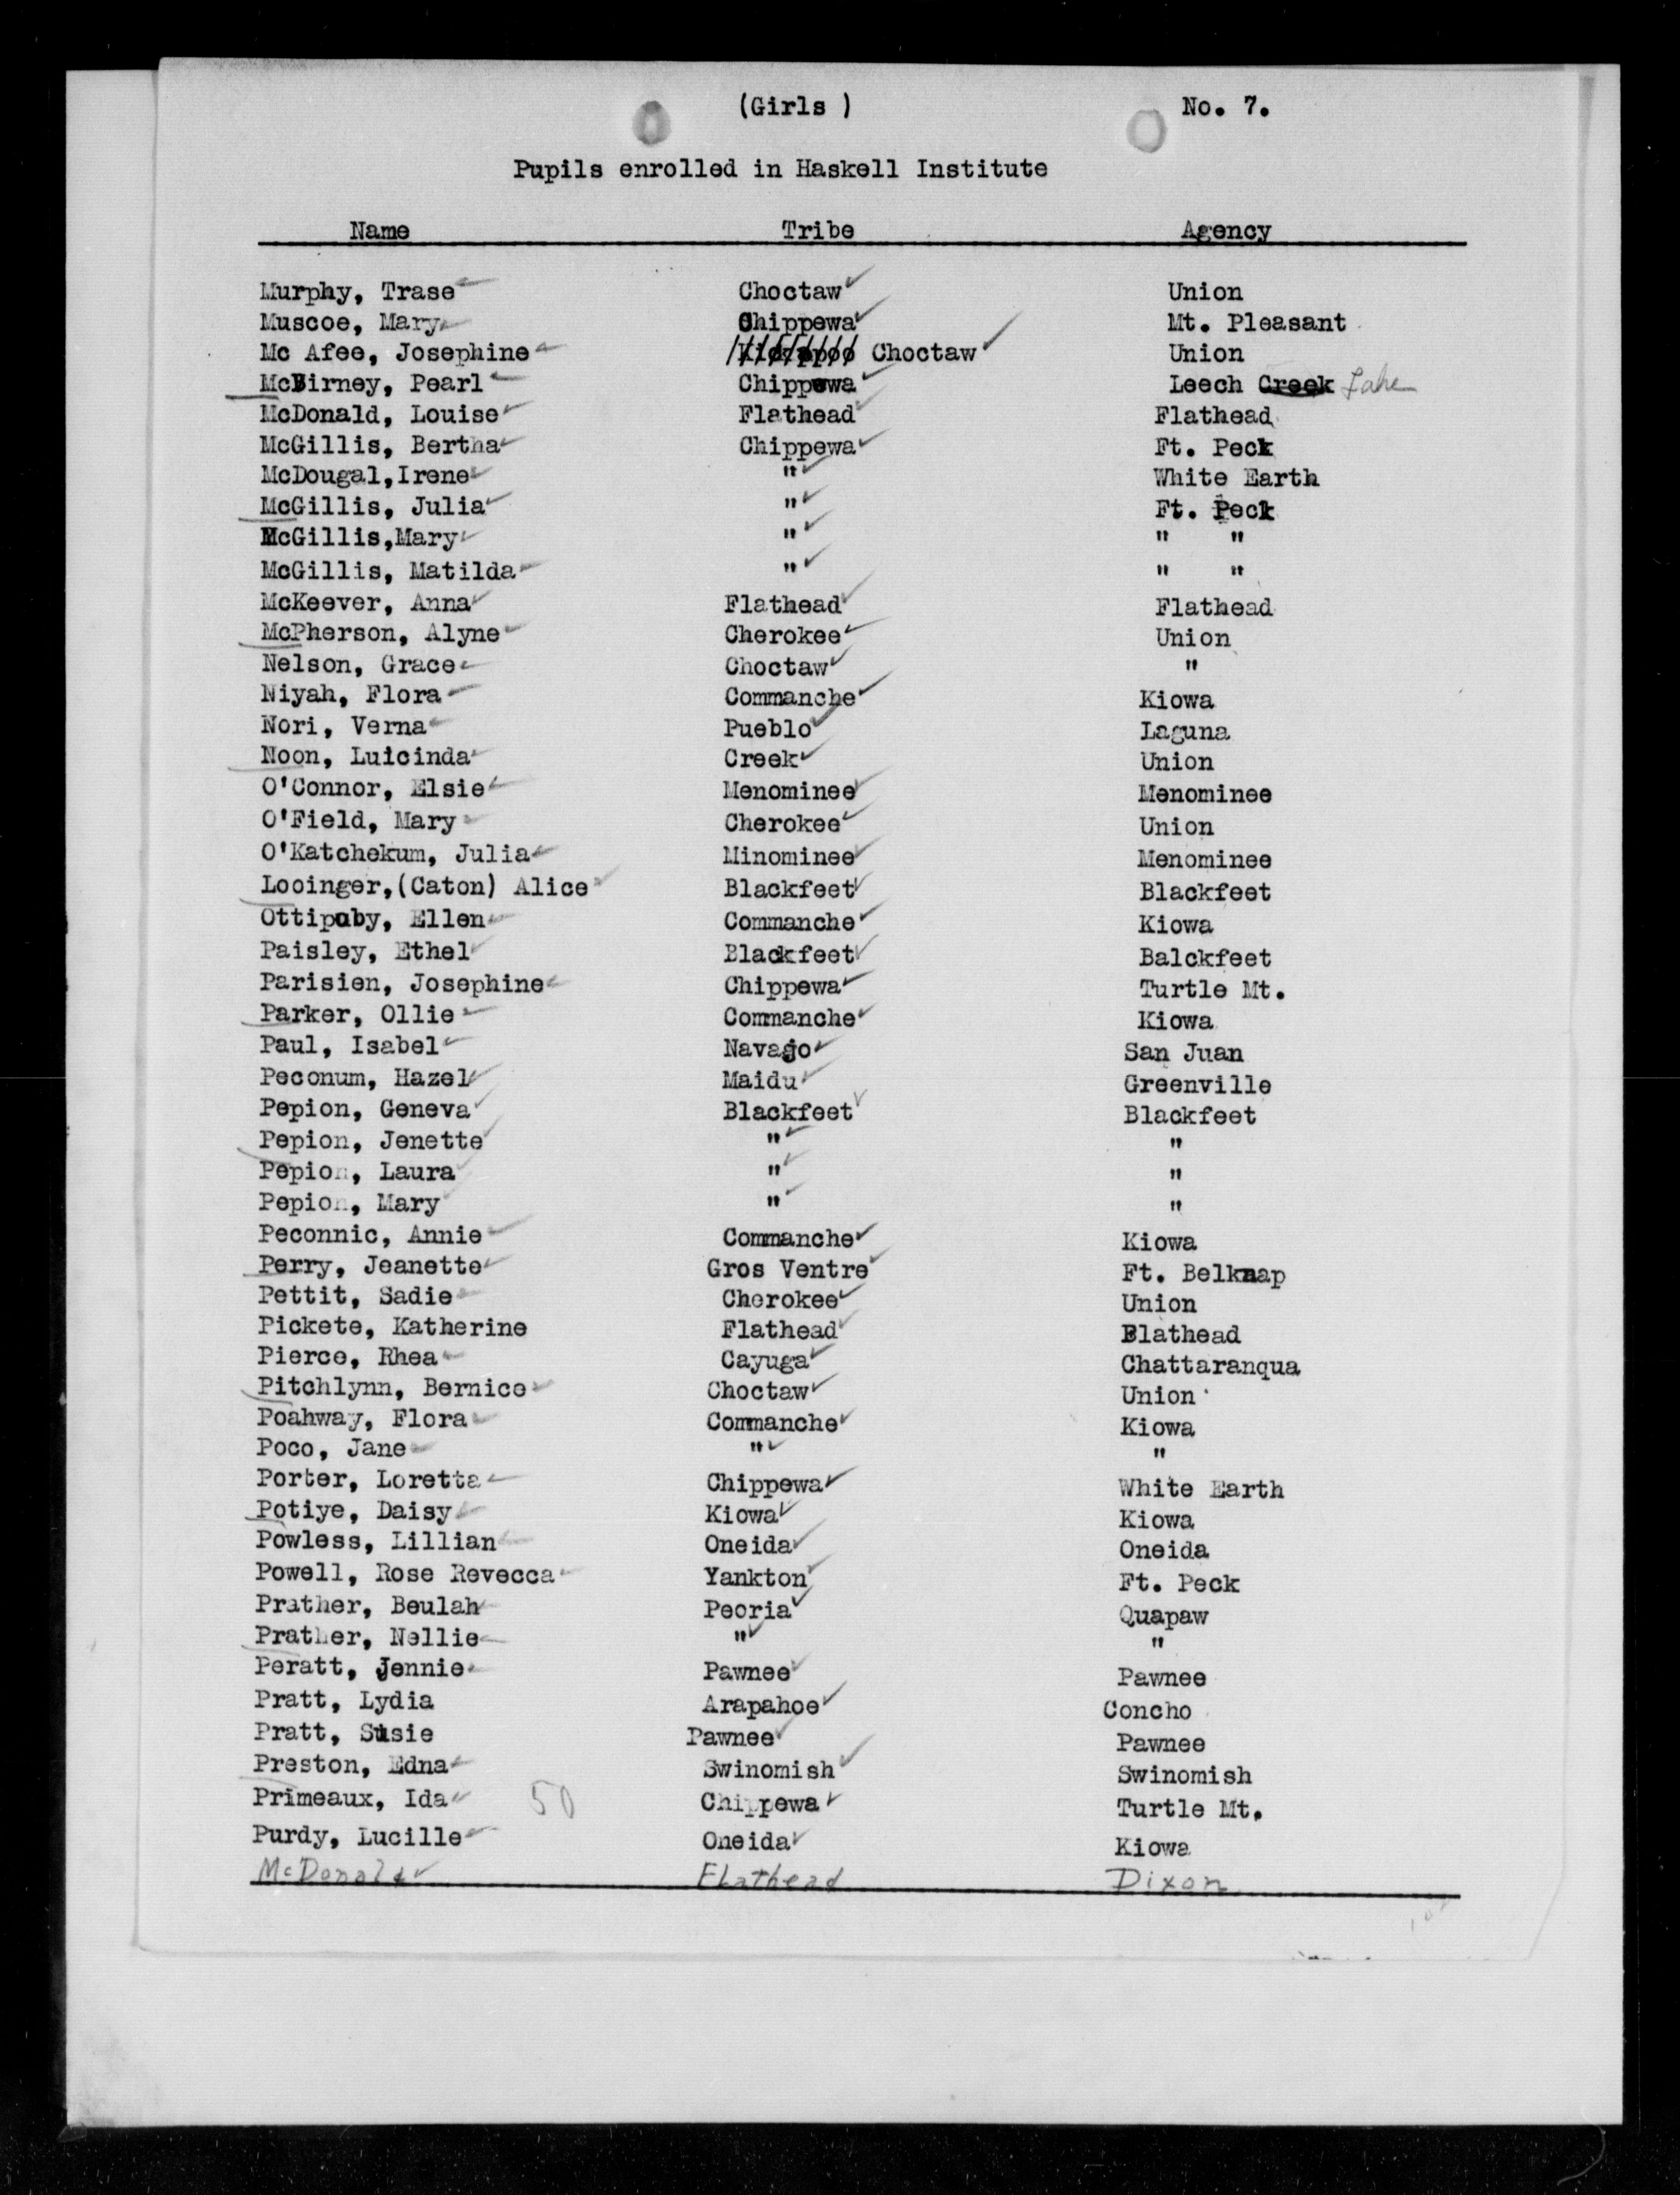 (Girls ) No. 7.
Pupils enrolled in Haskell Institute
Name Tribe Agency
Murphy, Trase Choctaw Union
Muscoe, Mary Chippewa Mt. Pleasant
Mc Afee, Josephine Kickapoo Choctaw Union
McBirney, Pearl Chippewa Leech Creek Lake
McDonald, Louise Flathead Flathead
McGillis, Bertha Chippewa Ft. Peck
McDougal,Irene " White Earth
McGillis, Julia " Ft. Peck
McGillis,Mary " " "
McGillis, Matilda " " "
McKeever, Anna Flathead Flathead
McPherson, Alyne Cherokee Union
Nelson, Grace Choctaw "
Niyah, Flora Commanche Kiowa
Nori, Verna Pueblo Laguna
Noon, Luicinda Creek Union
O'Connor, Elsie Menominee Menominee
O'Field, Mary Cherokee Union
O'Katchekum, Julia Minominee Menominee
Looinger,(Caton) Alice Blackfeet Blackfeet
Ottipoby, Ellen Commanche Kiowa
Paisley, Ethel Blackfeet Balckfeet
Parisien, Josephine Chippewa Turtle Mt.
Parker, Ollie Commanche Kiowa
Paul, Isabel Navajo San Juan
Peconum, Hazel Maidu Greenville
Pepion, Geneva Blackfeet Blackfeet
Pepion, Jenette " "
Pepion, Laura " "
Pepion, Mary " "
Peconnic, Annie Commanche Kiowa
Perry, Jeanette Gros Ventre Ft. Belknap
Pettit, Sadie Cherokee Union
Pickete, Katherine Flathead Flathead
Pierce, Rhea Cayuga Chattaranqua
Pitchlynn, Bernice Choctaw Union
Poahway, Flora Commanche Kiowa
Poco, Jane " "
Porter, Loretta Chippewa White Earth
Potiye, Daisy Kiowa Kiowa
Powless, Lillian Oneida Oneida
Powell, Rose Revecca Yankton Ft. Peck
Prather, Beulah Peoria Quapaw
Prather, Nellie " "
Peratt, Jennie Pawnee Pawnee
Pratt, Lydia Arapahoe Concho
Pratt, Susie Pawnee Pawnee
Preston, Edna Swinomish Swinomish
Primeaux, Ida 50 Chippewa Turtle Mt.
Purdy, Lucille Oneida Kiowa
McDonald Flathead Dixon